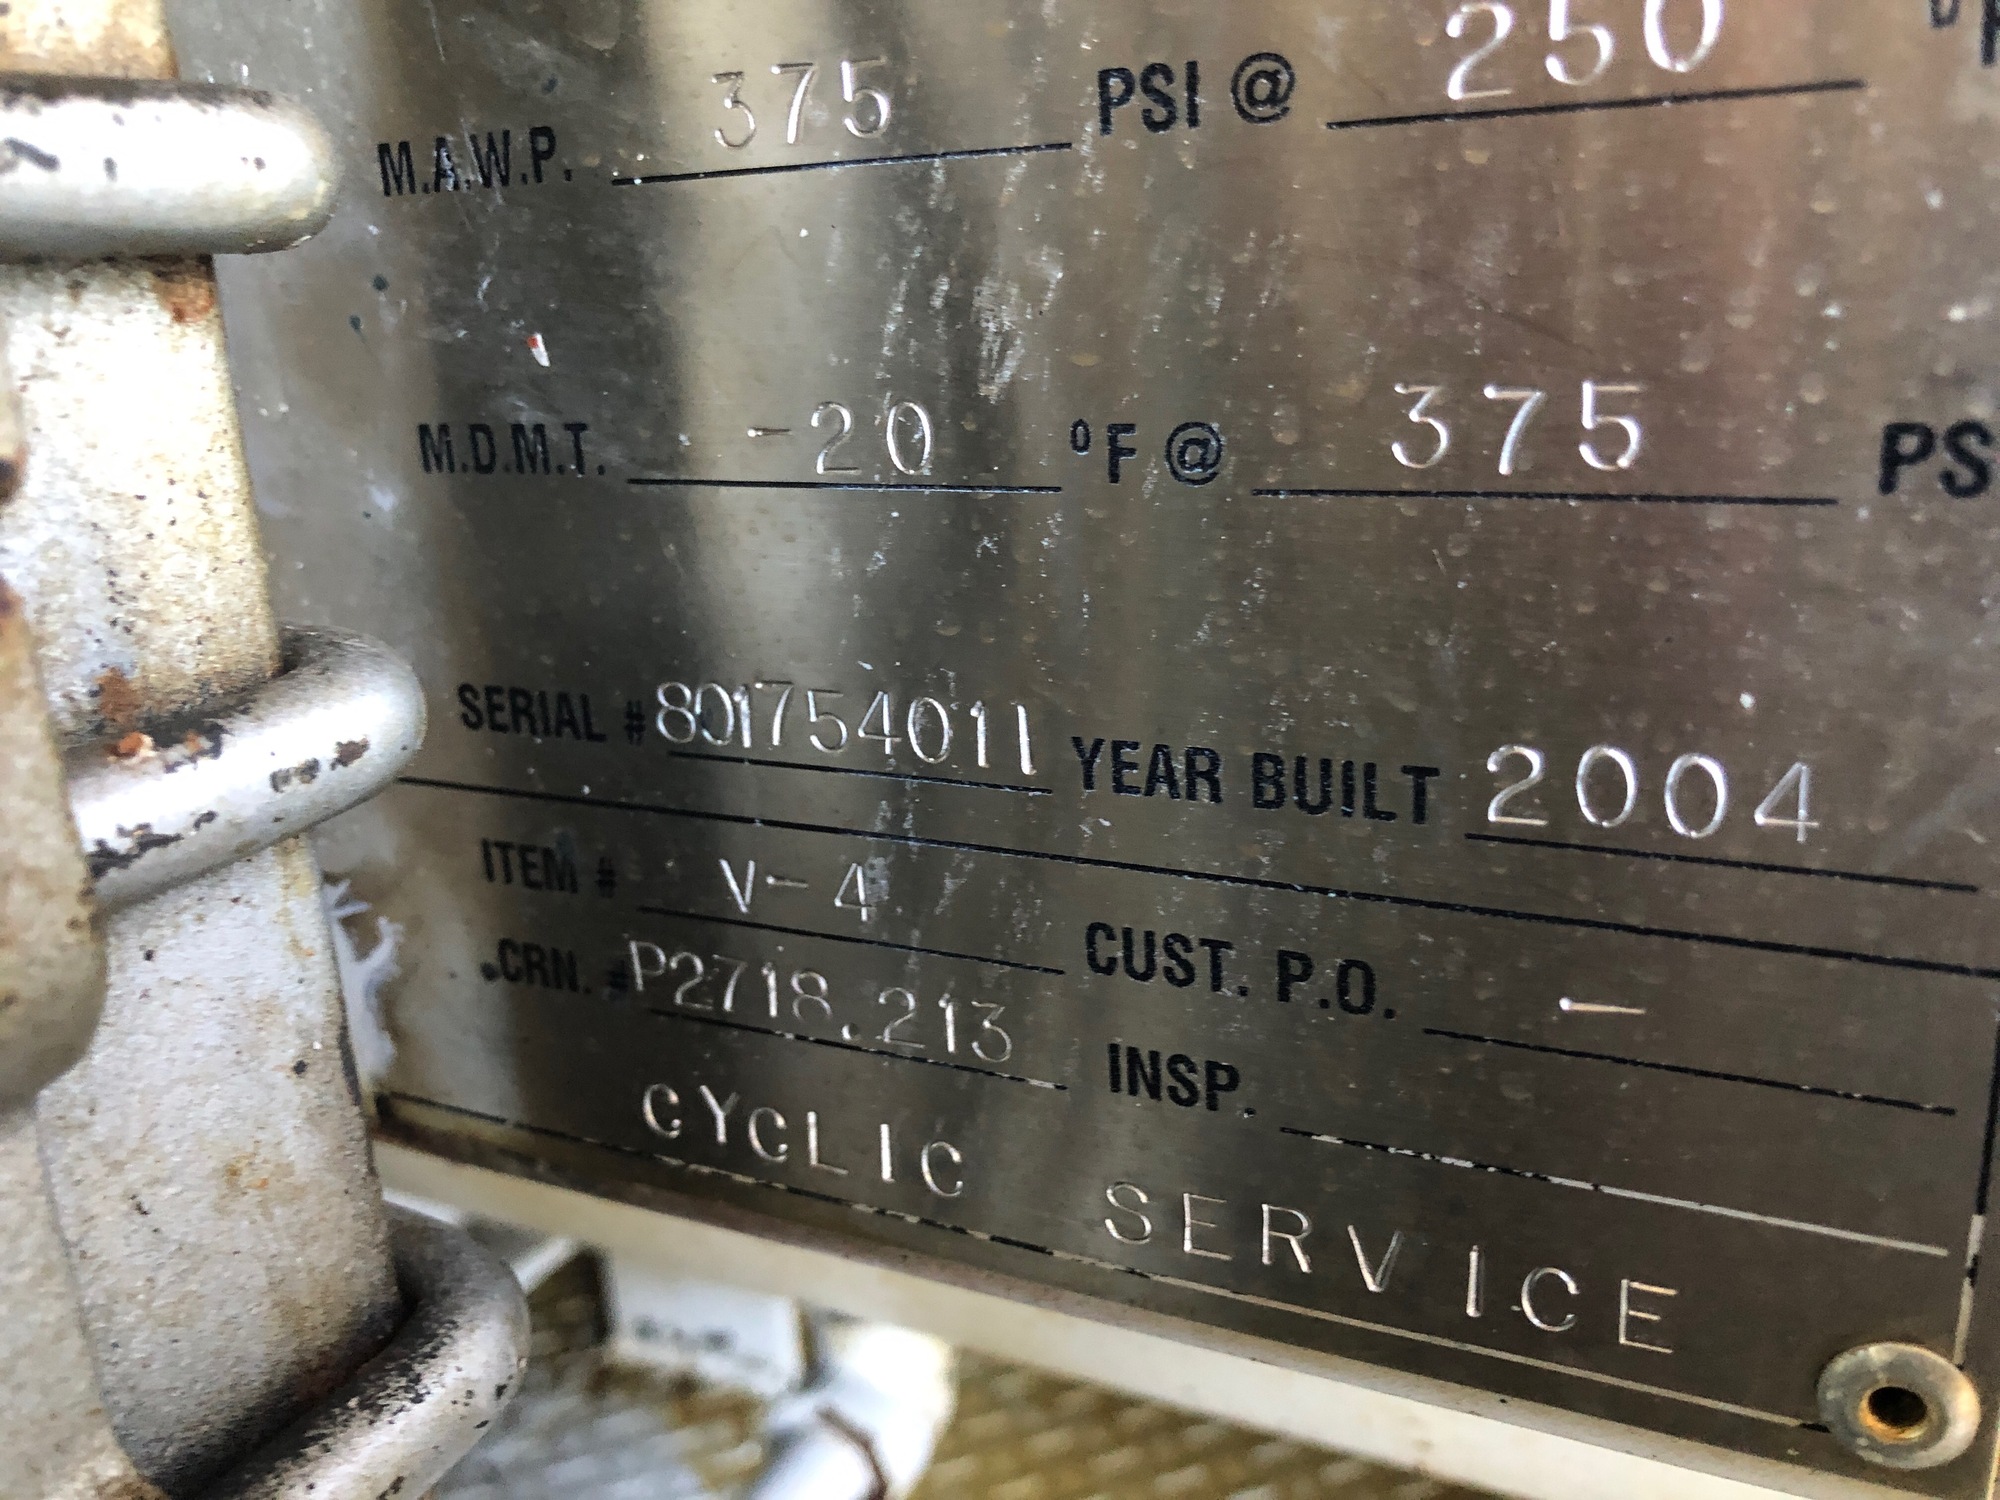 M.A.W.P. 375 PSI @ 250 °F
M.D.M.T. -20 °F @ 375 PS
SERIAL # 801754011 YEAR BUILT 2004
ITEM # V-4 CUST. P.O. -
CRN. # P2718.213 INSP.
CYCLIC SERVICE